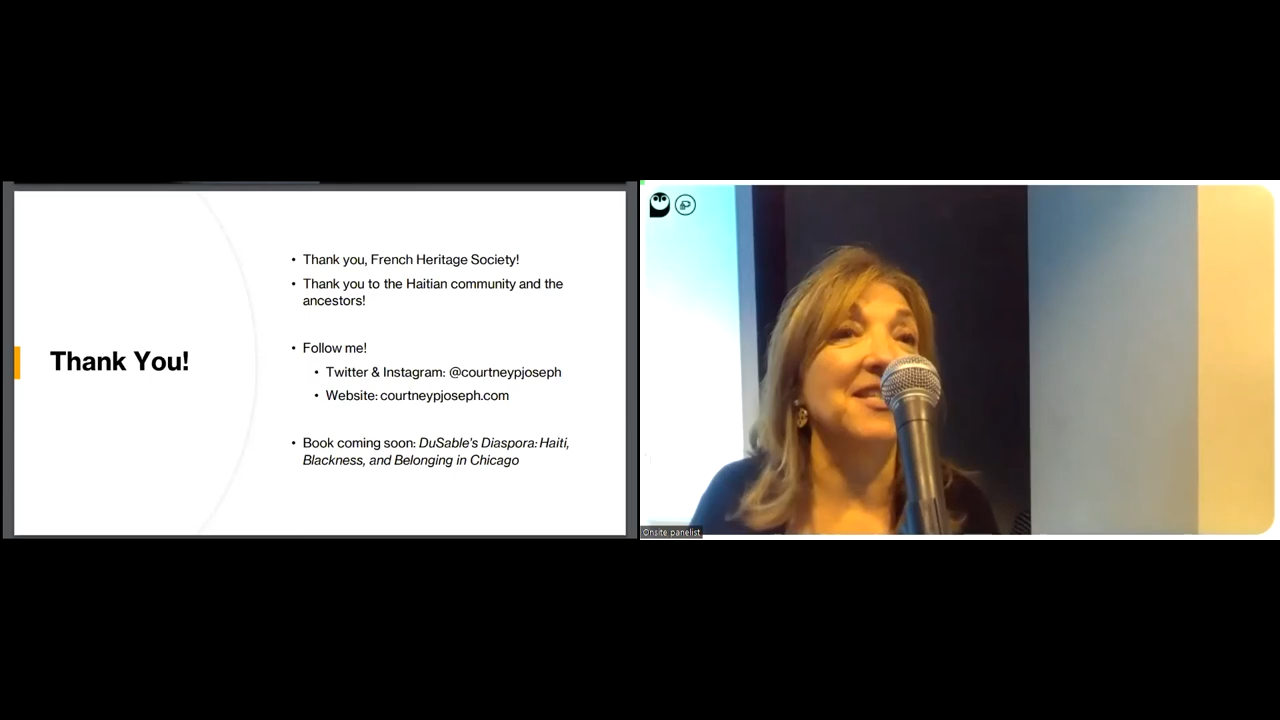 Thank You!
Thank you, French Heritage Society!
Thank you to the Haitian community and the
ancestors!
Follow me!
Twitter & Instagram: @courtneypjoseph
Website: courtneypjoseph.com
Book coming soon: DuSable's Diaspora: Haiti,
Blackness, and Belonging in Chicago
Onsite panelist